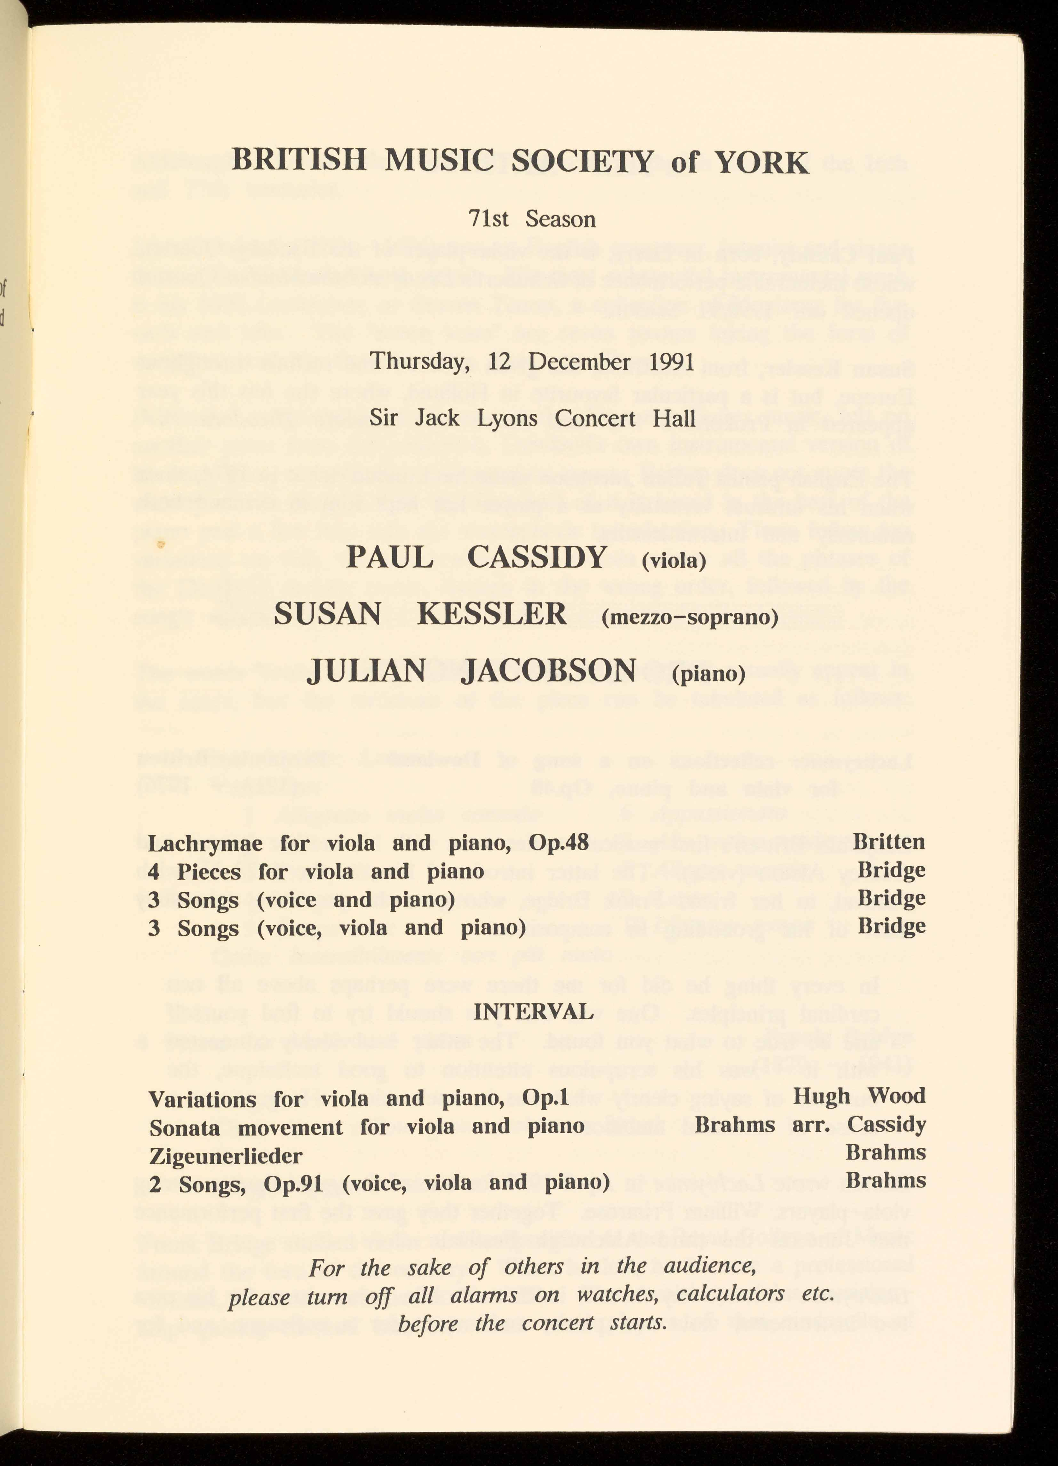 BRITISH MUSIC SOCIETY of YORK
71st Season
Thursday, 12 December 1991
Sir Jack Lyons Concert Hall
PAUL CASSIDY (viola)
SUSAN KESSLER (mezzo-soprano)
JULIAN JACOBSON (piano)
Lachrymae for viola and piano, Op.48 Britten
4 Pieces for viola and piano Bridge
3 Songs (voice and piano) Bridge
3 Songs (voice, viola and piano) Bridge
INTERVAL
Variations for viola and piano, Op.1 Hugh Wood
Sonata movement for viola and piano Brahms arr. Cassidy
Zigeunerlieder Brahms
2 Songs, Op.91 (voice, viola and piano) Brahms
For the sake of others in the audience,
please turn off all alarms on watches, calculators etc.
before the concert starts.